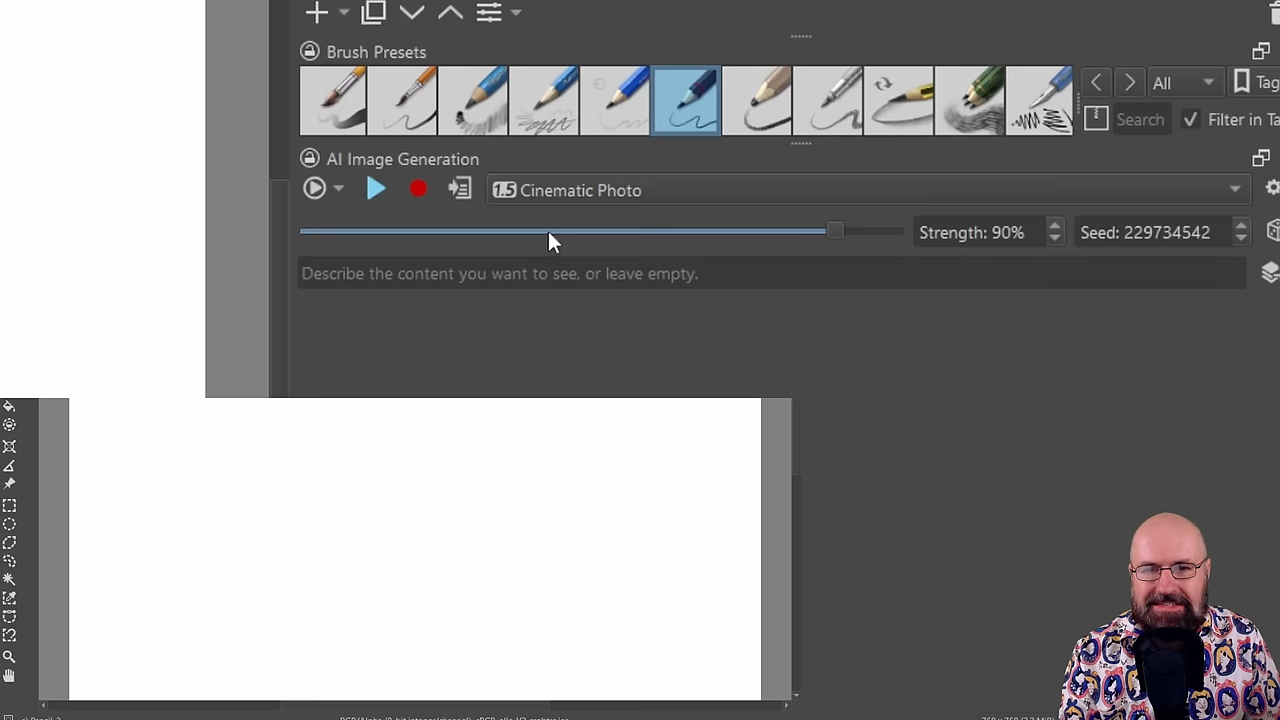 Brush Presets
All
Tag
Search
Filter in Ta
AI Image Generation
1.5 Cinematic Photo
Strength: 90%
Seed: 229734542
Describe the content you want to see, or leave empty.